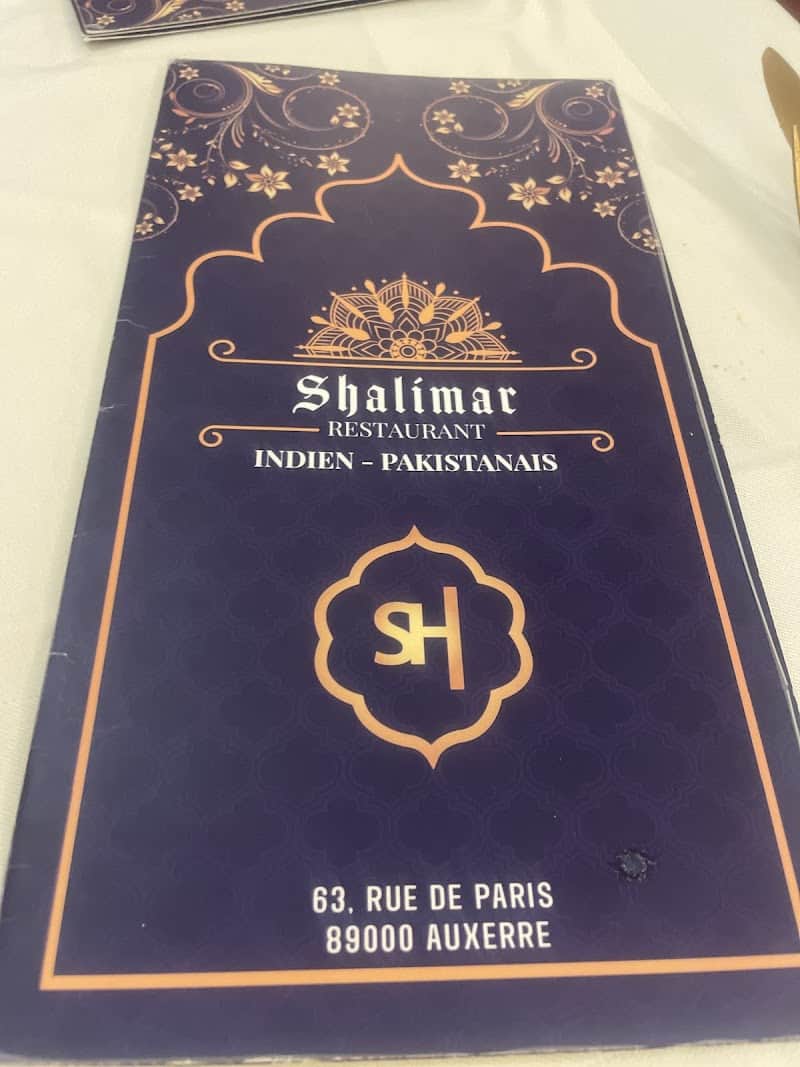 Shalimar
RESTAURANT
INDIEN - PAKISTANAIS
SH
63, RUE DE PARIS
89000 AUXERRE